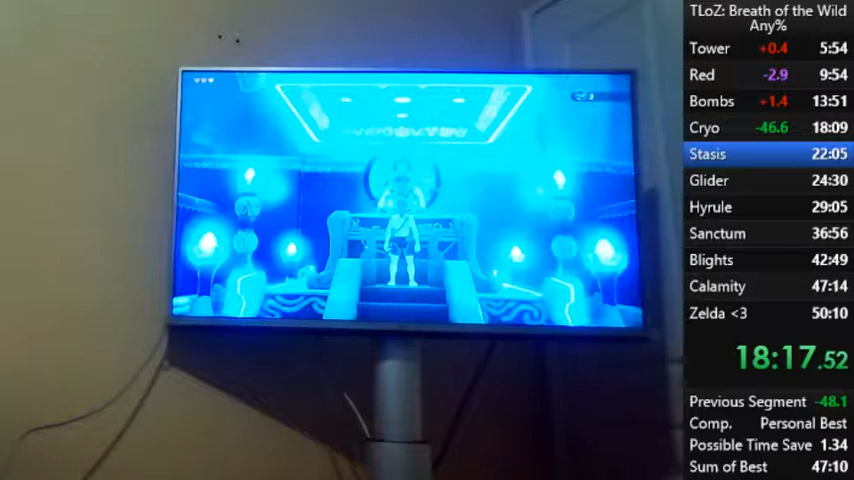 TLoZ: Breath of the Wild
Any%
Tower +0.4 5:54
Red -2.9 9:54
Bombs +1.4 13:51
Cryo -46.6 18:09
Stasis 22:05
Glider 24:30
Hyrule 29:05
Sanctum 36:56
Blights 42:49
Calamity 47:14
Zelda <3 50:10
18:17.52
Previous Segment -48.1
Comp. Personal Best
Possible Time Save 1.34
Sum of Best 47:10